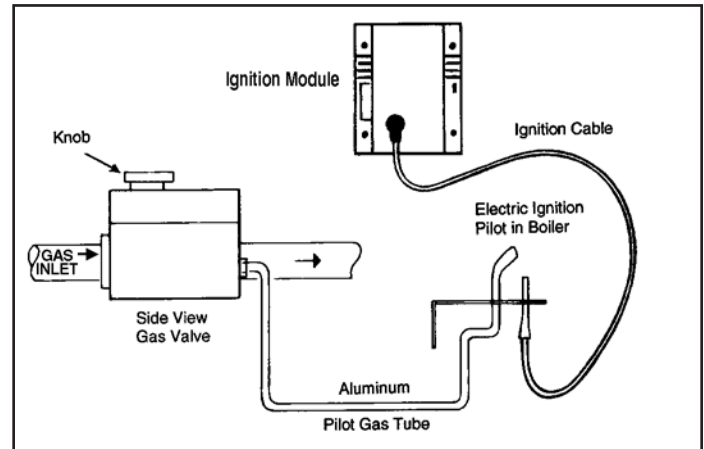 Ignition Module
Knob
Ignition Cable
Electric Ignition
Pilot in Boiler
GAS
INLET
Side View
Gas Valve
Aluminum
Pilot Gas Tube